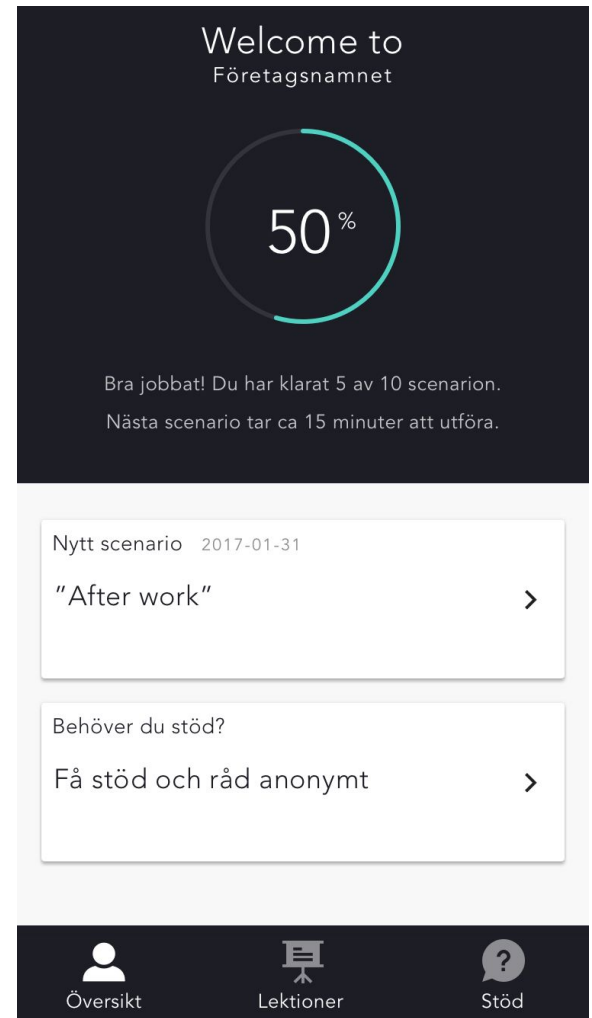 Welcome to
Företagsnamnet
50 %
Bra jobbat! Du har klarat 5 av 10 scenarion.
Nästa scenario tar ca 15 minuter att utföra.
Nytt scenario 2017-01-31
”After work”
Behöver du stöd?
Få stöd och råd anonymt
?
Översikt Lektioner Stöd